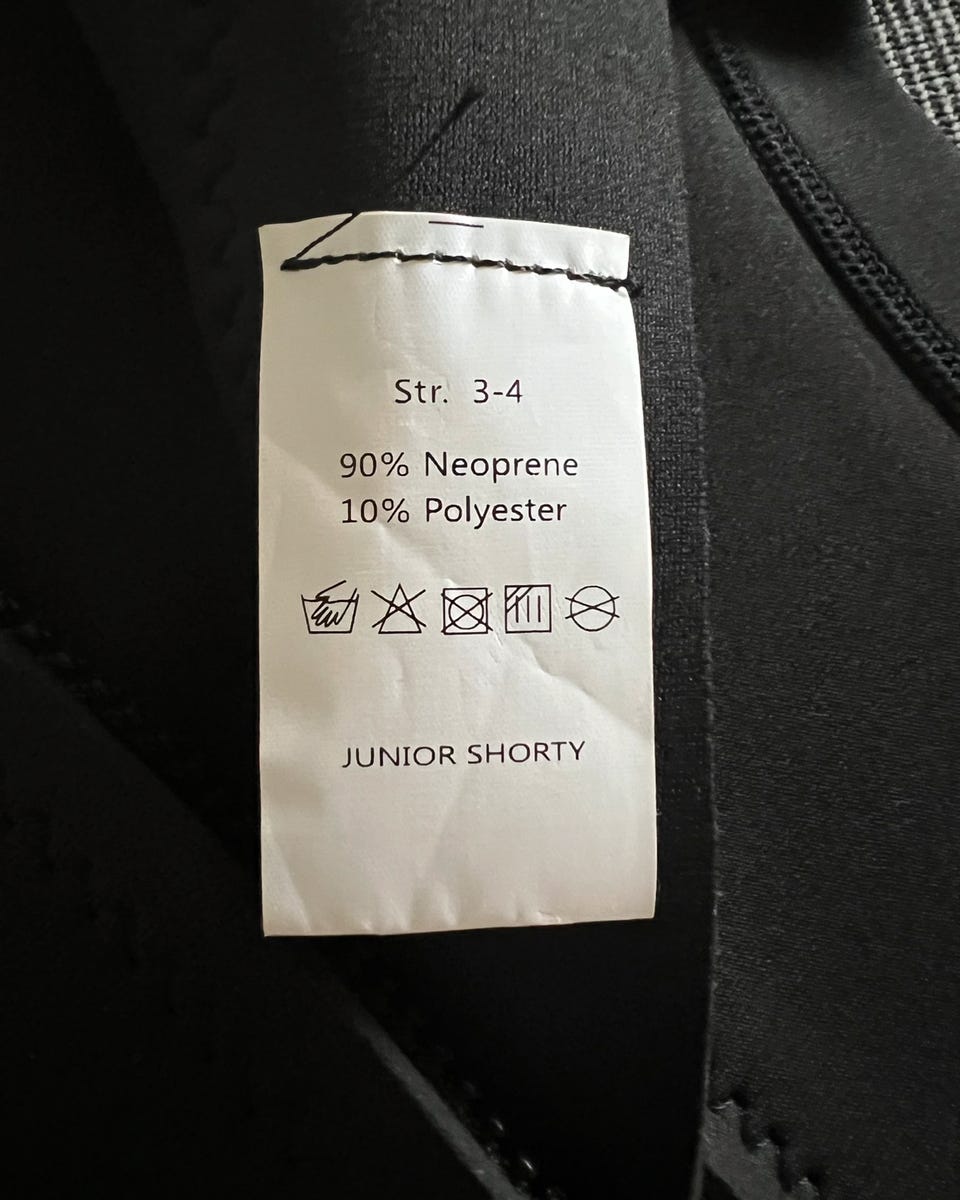 Str. 3-4
90% Neoprene
10% Polyester
JUNIOR SHORTY